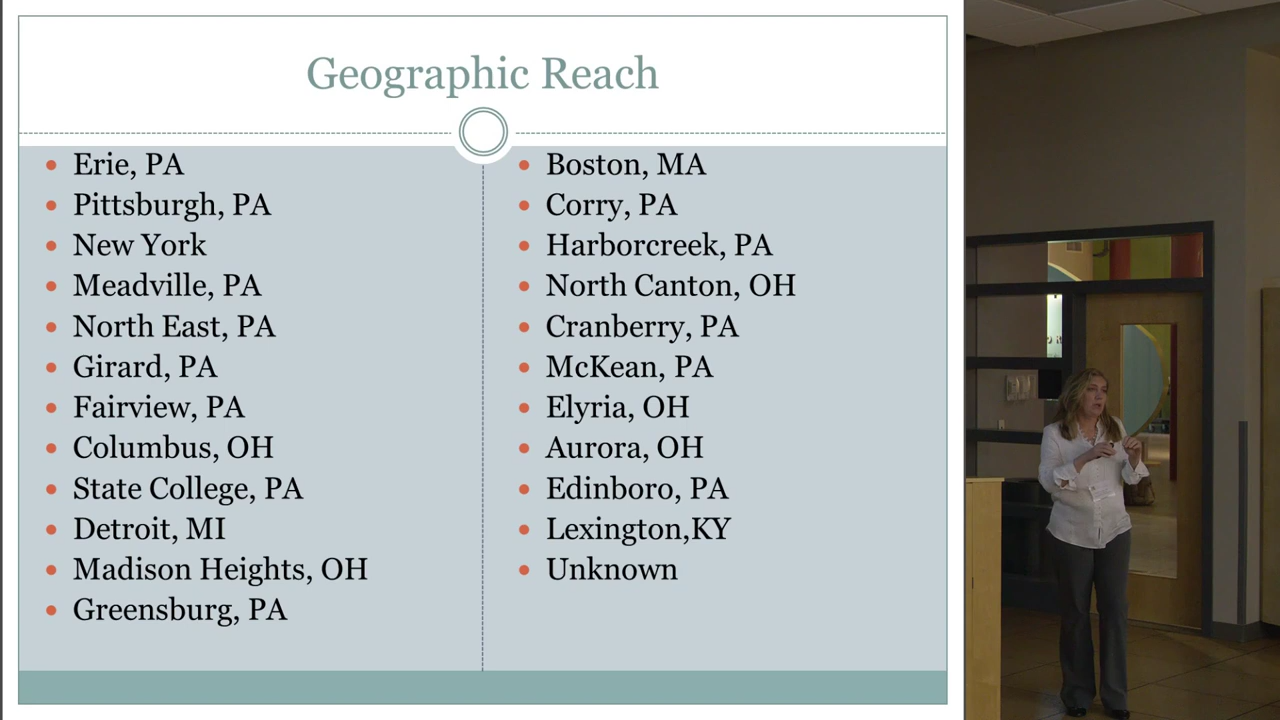 Geographic Reach
Erie, PA
Pittsburgh, PA
New York
Meadville, PA
North East, PA
Girard, PA
Fairview, PA
Columbus, OH
State College, PA
Detroit, MI
Madison Heights, OH
Greensburg, PA
Boston, MA
Corry, PA
Harborcreek, PA
North Canton, OH
Cranberry, PA
McKean, PA
Elyria, OH
Aurora, OH
Edinboro, PA
Lexington,KY
Unknown